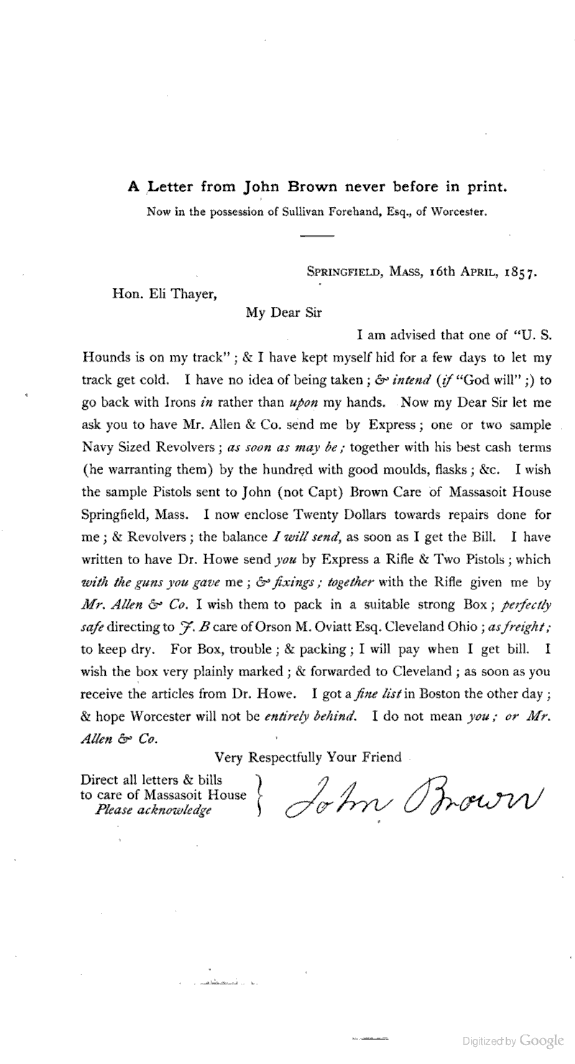 A Letter from John Brown never before in print.
Now in the possession of Sullivan Forehand, Esq., of Worcester.
SPRINGFIELD, MASS, 16th APRIL, 1857.
Hon. Eli Thayer,
My Dear Sir
I am advised that one of "U. S.
Hounds is on my track" ; & I have kept myself hid for a few days to let my
track get cold. I have no idea of being taken ; & intend (if "God will" ;) to
go back with Irons in rather than upon my hands. Now my Dear Sir let me
ask you to have Mr. Allen & Co. send me by Express ; one or two sample
Navy Sized Revolvers ; as soon as may be ; together with his best cash terms
(he warranting them) by the hundred with good moulds, flasks ; &c. I wish
the sample Pistols sent to John (not Capt) Brown Care of Massasoit House
Springfield, Mass. I now enclose Twenty Dollars towards repairs done for
me ; & Revolvers ; the balance I will send, as soon as I get the Bill. I have
written to have Dr. Howe send you by Express a Rifle & Two Pistols ; which
with the guns you gave me ; & fixings ; together with the Rifle given me by
Mr. Allen & Co. I wish them to pack in a suitable strong Box ; perfectly
safe directing to J. B care of Orson M. Oviatt Esq. Cleveland Ohio ; as freight ;
to keep dry. For Box, trouble ; & packing ; I will pay when I get bill. I
wish the box very plainly marked ; & forwarded to Cleveland ; as soon as you
receive the articles from Dr. Howe. I got a fine list in Boston the other day ;
& hope Worcester will not be entirely behind. I do not mean you ; or Mr.
Allen & Co.
Very Respectfully Your Friend
Direct all letters & bills
to care of Massasoit House
Please acknowledge
John Brown
Digitized by Google